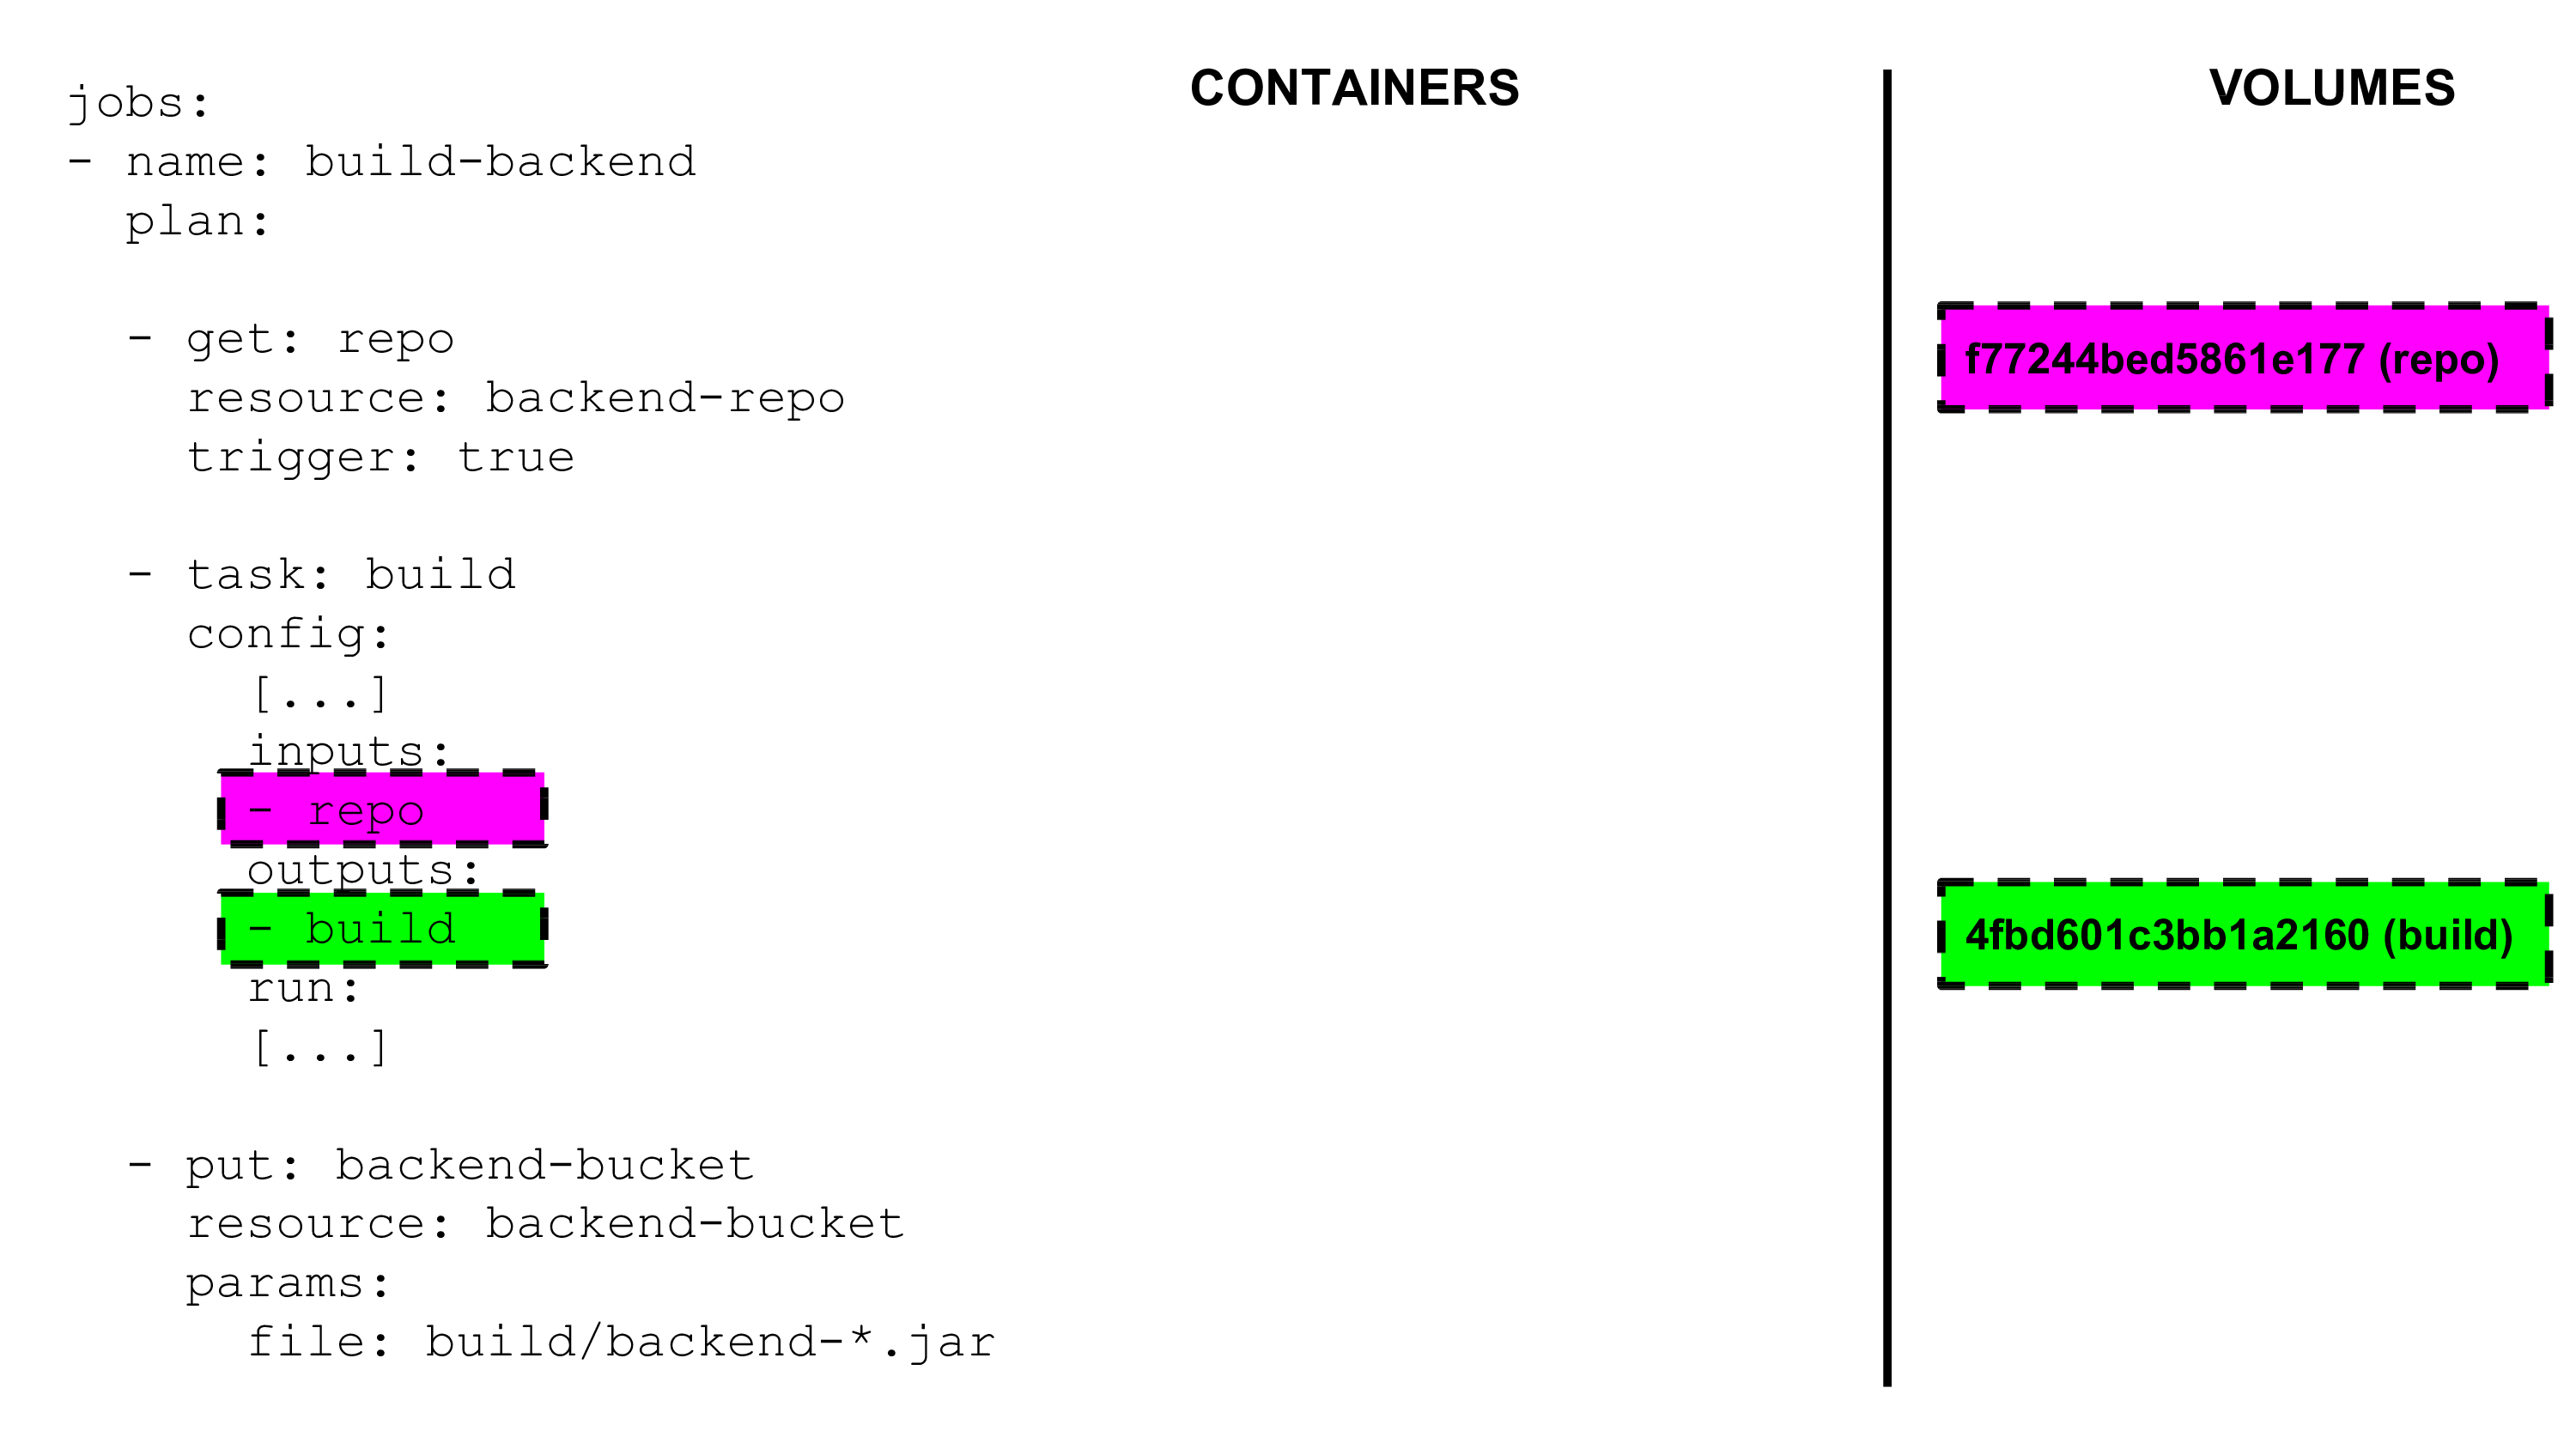 jobs:
- name: build-backend
  plan:
  - get: repo
    resource: backend-repo
    trigger: true
  - task: build
    config:
      [...]
      inputs:
      - repo
      outputs:
      - build
      run:
      [...]
  - put: backend-bucket
    resource: backend-bucket
    params:
      file: build/backend-*.jar
CONTAINERS
VOLUMES
f77244bed5861e177 (repo)
4fbd601c3bb1a2160 (build)